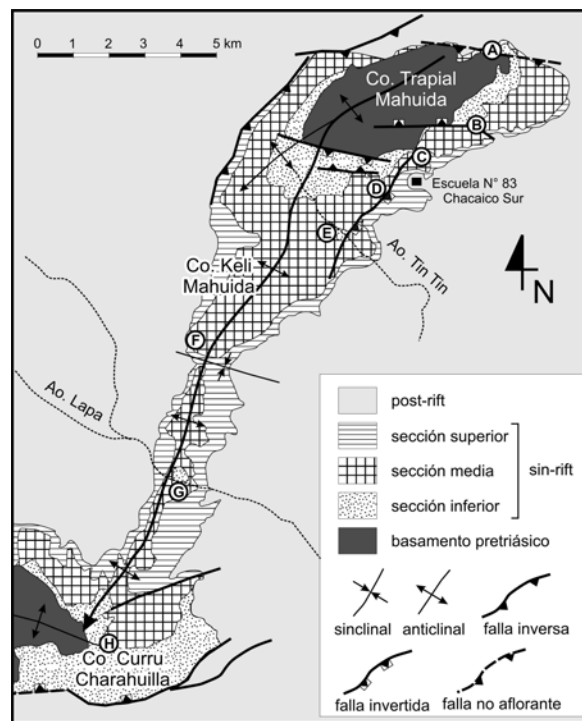 0 1 2 3 4 5 km
A
Co. Trapial
Mahuida
B
C
Escuela N° 83
Chacaico Sur
D
E
Ao. Tin Tin
N
Co. Keli
Mahuida
F
Ao. Lapa
G
H
Co Curru
Charahuilla
post-rift
sección superior
sección media
sin-rift
sección inferior
basamento pretriásico
sinclinal
anticlinal
falla inversa
falla invertida
falla no aflorante